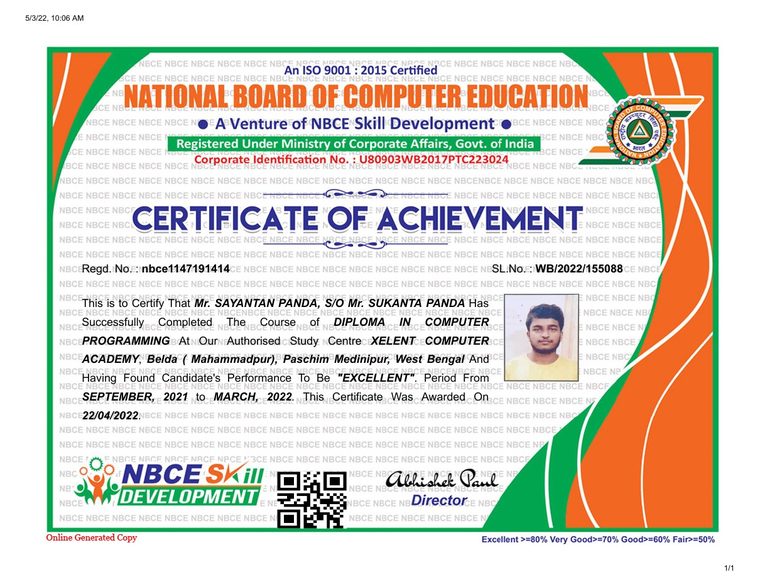 5/3/22, 10:06 AM
An ISO 9001 : 2015 Certified
NATIONAL BOARD OF COMPUTER EDUCATION
● A Venture of NBCE Skill Development ●
Registered Under Ministry of Corporate Affairs, Govt. of India
Corporate Identification No. : U80903WB2017PTC223024
CERTIFICATE OF ACHIEVEMENT
Regd. No. : nbce1147191414 SL.No. : WB/2022/155088
This is to Certify That Mr. SAYANTAN PANDA, S/O Mr. SUKANTA PANDA Has
Successfully Completed The Course of DIPLOMA IN COMPUTER
PROGRAMMING At Our Authorised Study Centre XELENT COMPUTER
ACADMEY, Belda ( Mahammadpur), Paschim Medinipur, West Bengal And
Having Found Candidate's Performance To Be "EXCELLENT". Period From
SEPTEMBER, 2021 to MARCH, 2022. This Certificate Was Awarded On
22/04/2022.
NBCE Skill
DEVELOPMENT
Abhishek Paul
Director
Online Generated Copy
Excellent >=80% Very Good>=70% Good>=60% Fair>=50%
1/1